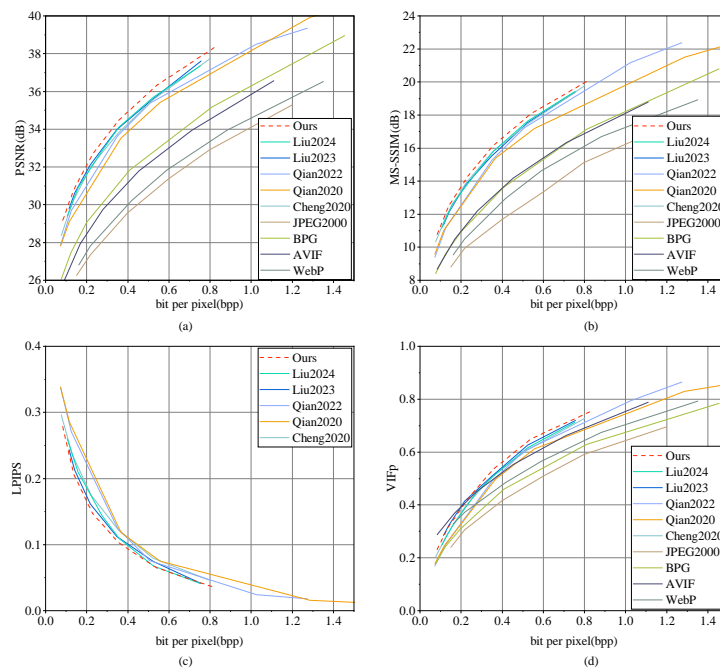 40
38
36
34
32
30
28
26
PSNR(dB)
0.0
0.2
0.4
0.6
0.8
1.0
1.2
1.4
bit per pixel(bpp)
(a)
Ours
Liu2024
Liu2023
Qian2022
Qian2020
Cheng2020
JPEG2000
BPG
AVIF
WebP
24
22
20
18
16
14
12
10
8
MS-SSIM(dB)
0.0
0.2
0.4
0.6
0.8
1.0
1.2
1.4
bit per pixel(bpp)
(b)
Ours
Liu2024
Liu2023
Qian2022
Qian2020
Cheng2020
JPEG2000
BPG
AVIF
WebP
0.4
0.3
0.2
0.1
0.0
LPIPS
0.0
0.2
0.4
0.6
0.8
1.0
1.2
1.4
bit per pixel(bpp)
(c)
Ours
Liu2024
Liu2023
Qian2022
Qian2020
Cheng2020
1.0
0.8
0.6
0.4
0.2
0.0
VIFp
0.0
0.2
0.4
0.6
0.8
1.0
1.2
1.4
bit per pixel(bpp)
(d)
Ours
Liu2024
Liu2023
Qian2022
Qian2020
Cheng2020
JPEG2000
BPG
AVIF
WebP